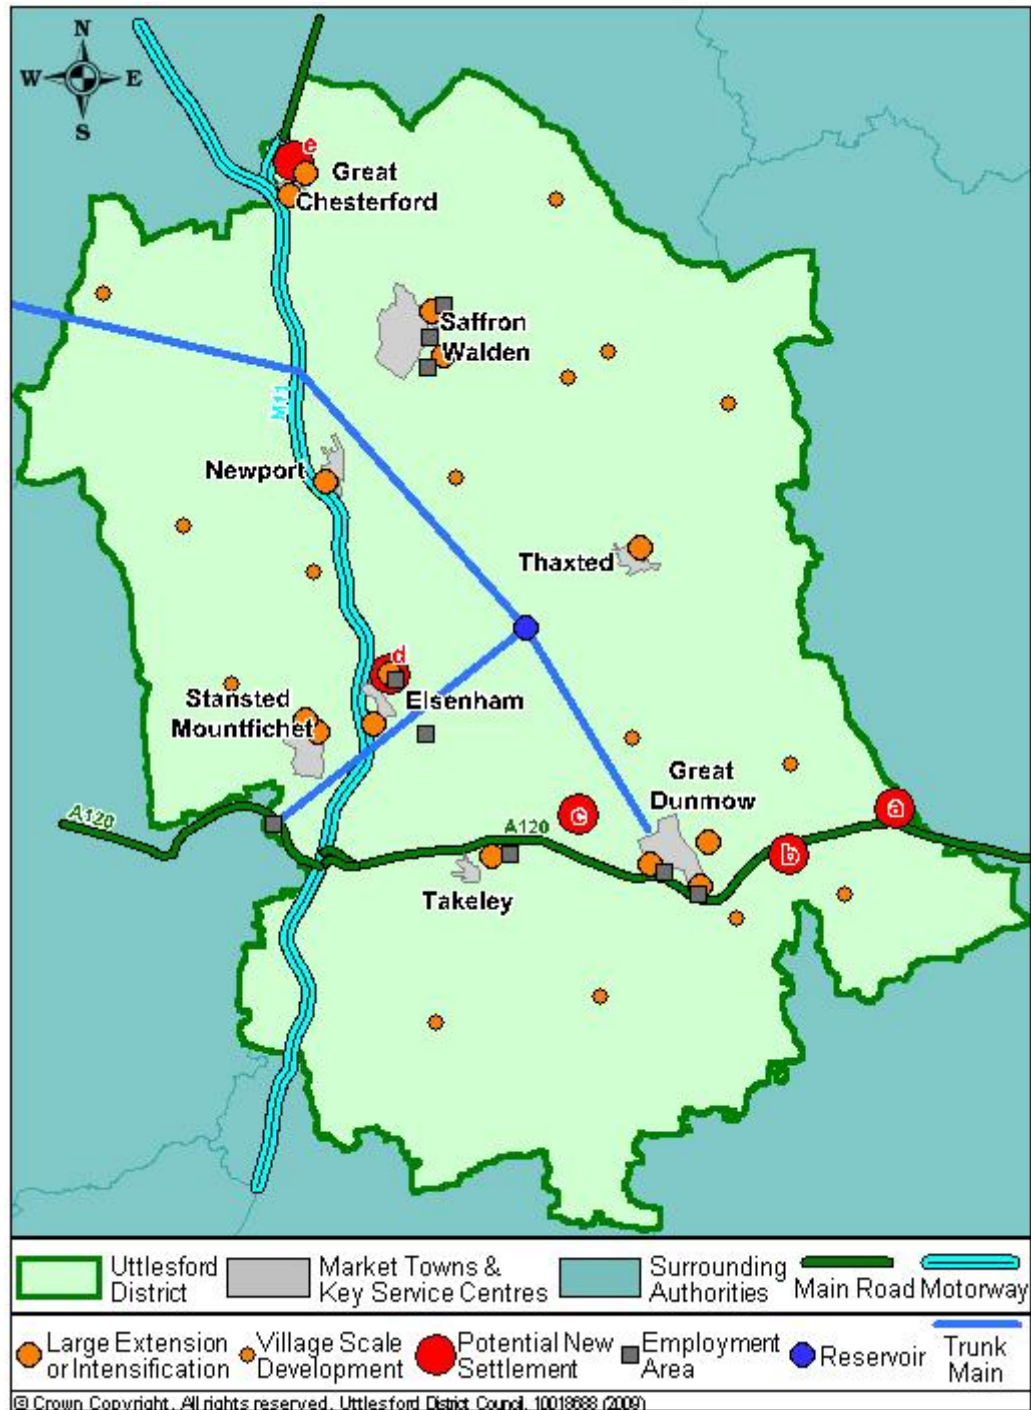 N
W E
S
e
Great
Chesterford
Saffron
Walden
M11
Newport
Thaxted
d
Elsenham
Stansted
Mountfichet
Great
Dunmow
A120
c
a
A120
b
Takeley
Uttlesford
District
Market Towns &
Key Service Centres
Surrounding
Authorities
Main Road
Motorway
Large Extension
or Intensification
Village Scale
Development
Potential New
Settlement
Employment
Area
Reservoir
Trunk
Main
© Crown Copyright. All rights reserved. Uttlesford District Council. 10018688 (2009)